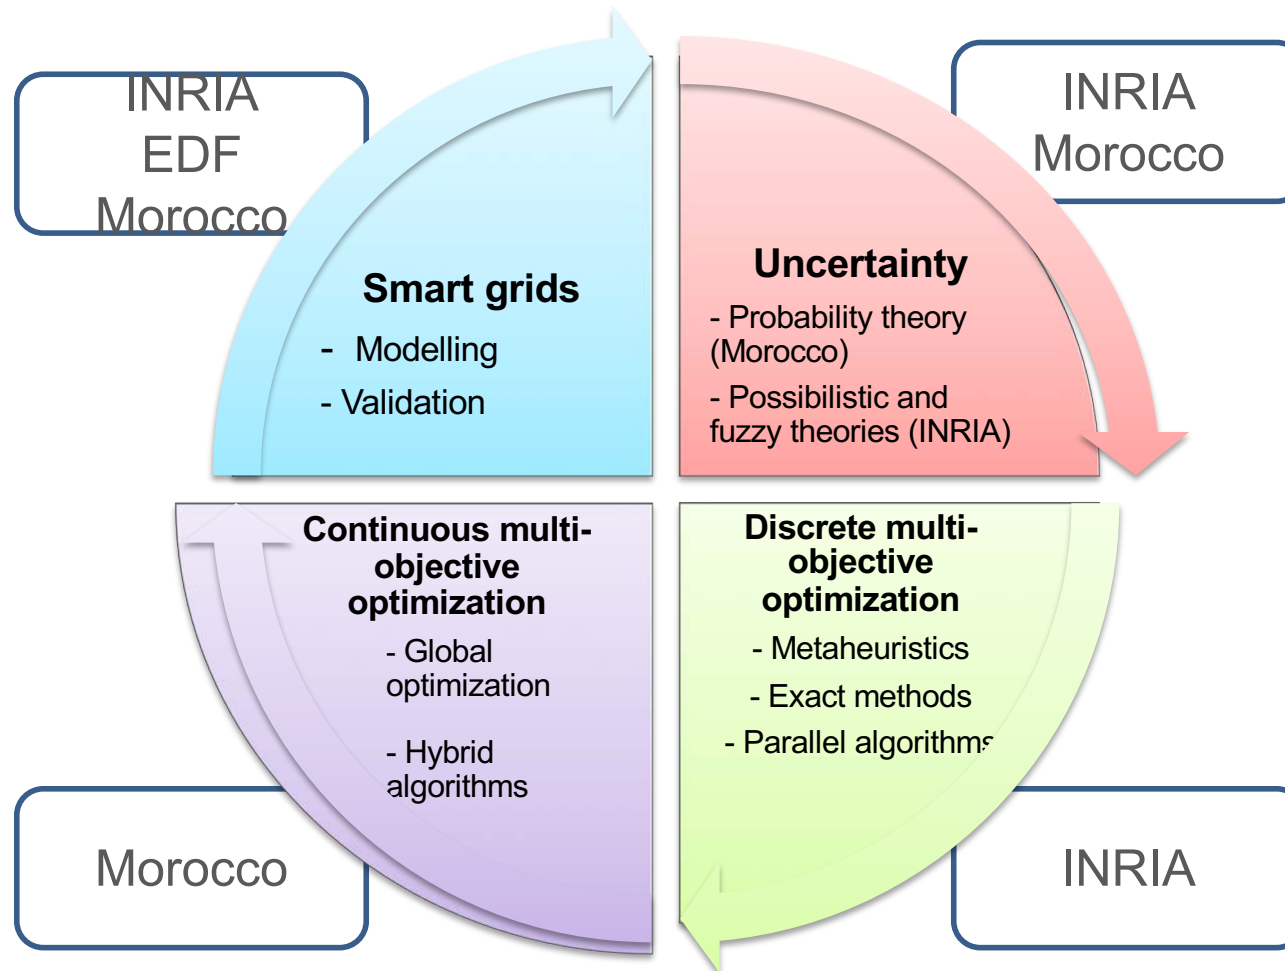 INRIA
EDF
Morocco
INRIA
Morocco
Smart grids
- Modelling
- Validation
Uncertainty
- Probability theory
(Morocco)
- Possibilistic and
fuzzy theories (INRIA)
Continuous multi-
objective
optimization
- Global
optimization
- Hybrid
algorithms
Discrete multi-
objective
optimization
- Metaheuristics
- Exact methods
- Parallel algorithms
Morocco
INRIA